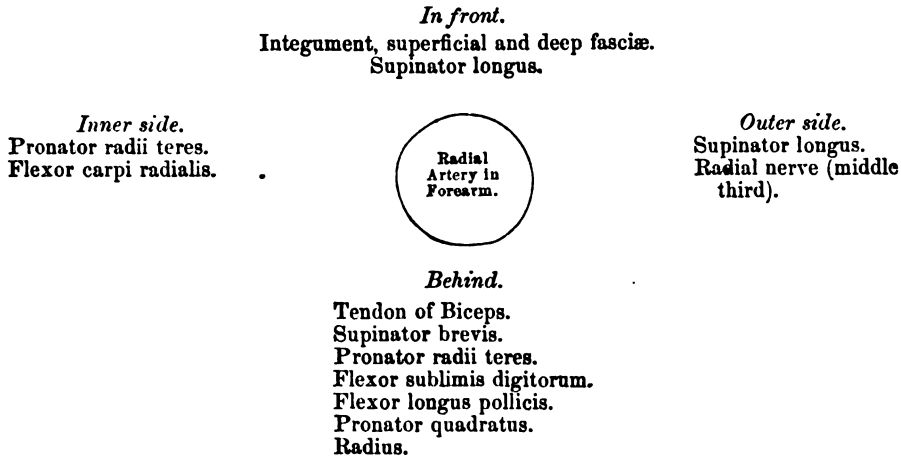 In front.
Integument, superficial and deep fasciæ.
Supinator longus.
Inner side.
Pronator radii teres.
Flexor carpi radialis.
Radial
Artery in
Forearm.
Outer side.
Supinator longus.
Radial nerve (middle
third).
Behind.
Tendon of Biceps.
Supinator brevis.
Pronator radii teres.
Flexor sublimis digitorum.
Flexor longus pollicis.
Pronator quadratus.
Radius.